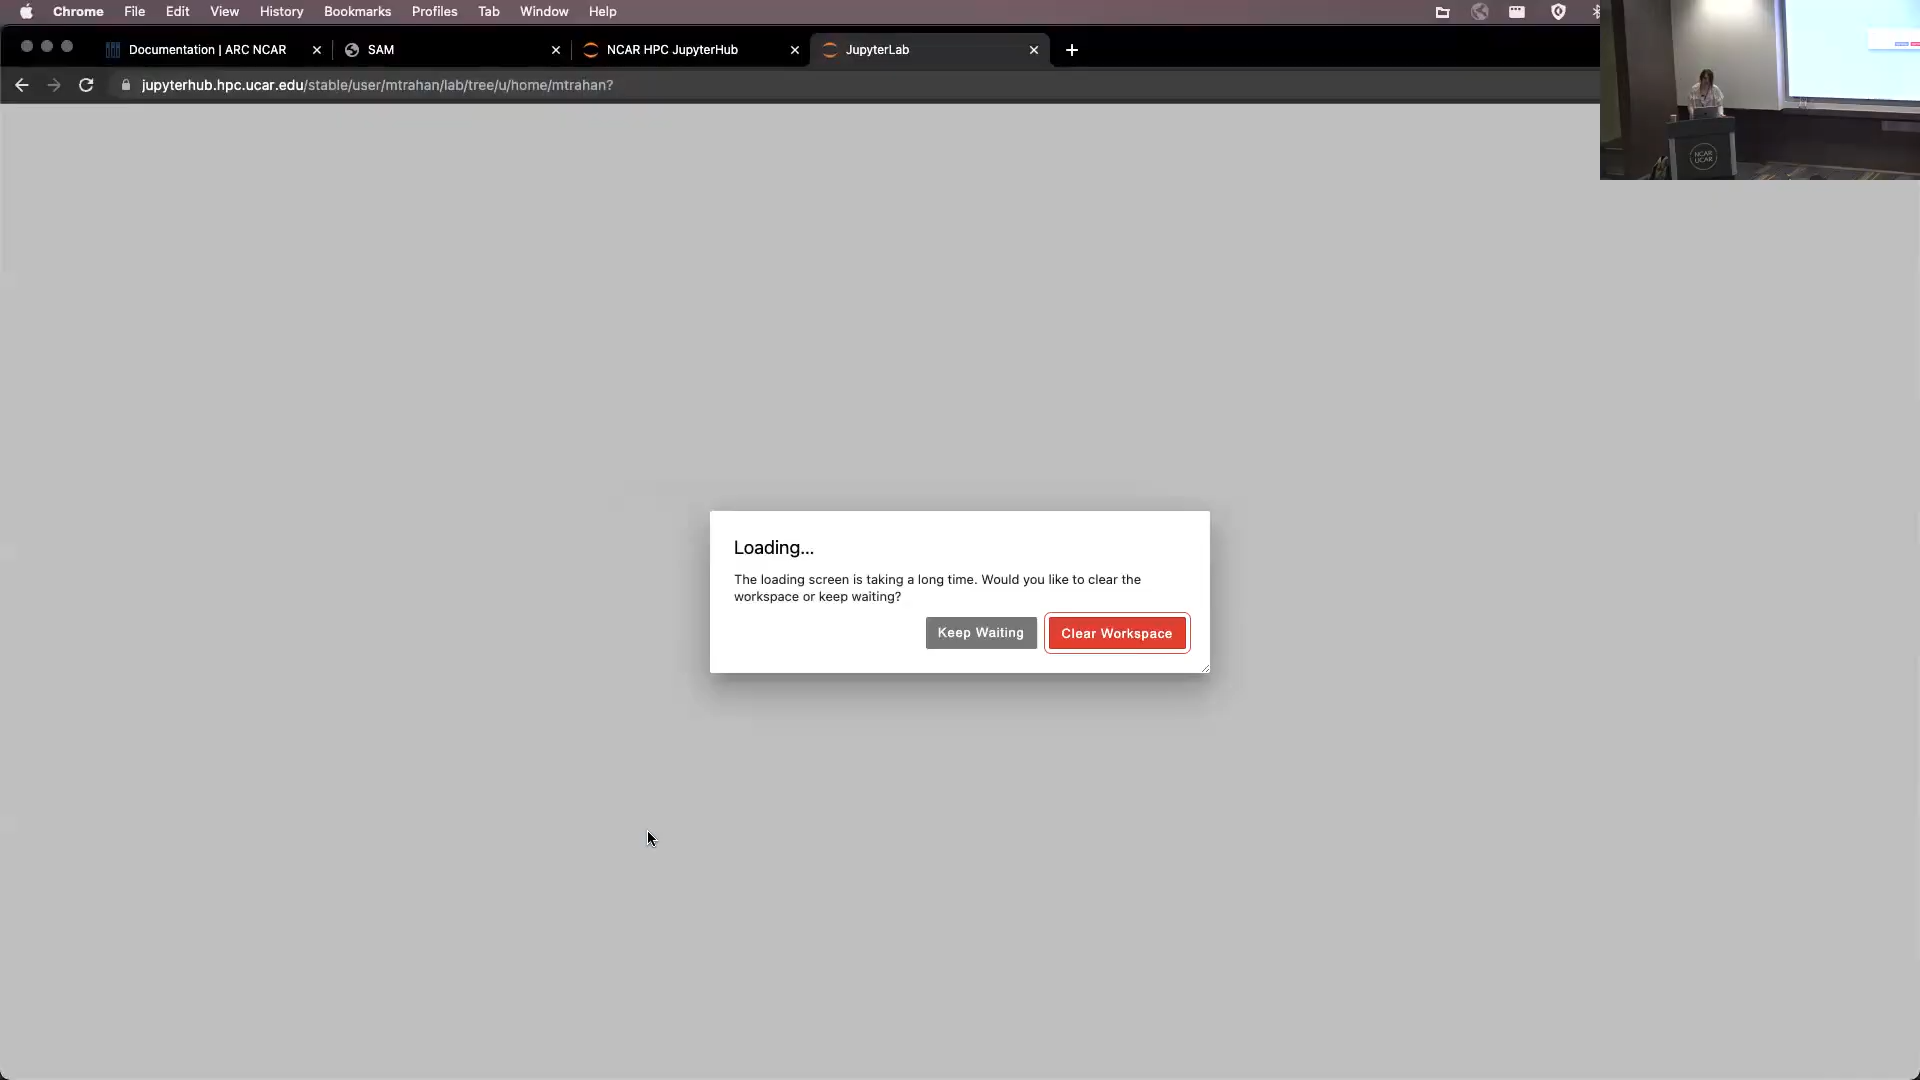 Chrome File Edit View History Bookmarks Profiles Tab Window Help
Documentation | ARC NCAR
SAM
NCAR HPC JupyterHub
JupyterLab
jupyterhub.hpc.ucar.edu/stable/user/mtrahan/lab/tree/u/home/mtrahan?
NCAR
UCAR
Loading...
The loading screen is taking a long time. Would you like to clear the
workspace or keep waiting?
Keep Waiting
Clear Workspace